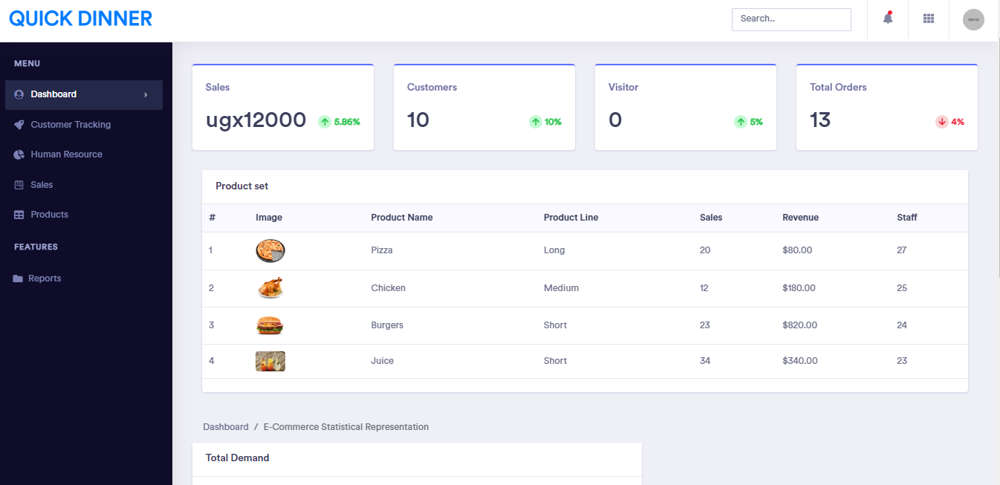 QUICK DINNER
Search..
MENU
Dashboard
Customer Tracking
Human Resource
Sales
Products
FEATURES
Reports
Sales
ugx12000 5.86%
Customers
10 10%
Visitor
0 5%
Total Orders
13 4%
Product set
# Image Product Name Product Line Sales Revenue Staff
1 Pizza Long 20 $80.00 27
2 Chicken Medium 12 $180.00 25
3 Burgers Short 23 $820.00 24
4 Juice Short 34 $340.00 23
Dashboard / E-Commerce Statistical Representation
Total Demand